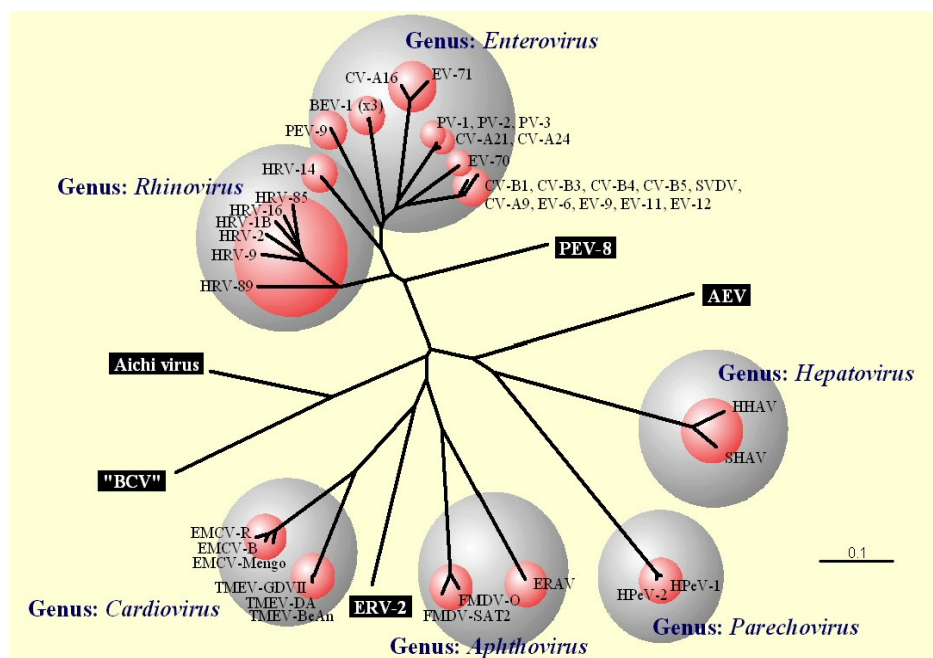 Genus: Enterovirus
CV-A16
EV-71
BEV-1 (x3)
PEV-9
PV-1, PV-2, PV-3
CV-A21, CV-A24
EV-70
CV-B1, CV-B3, CV-B4, CV-B5, SVDV,
CV-A9, EV-6, EV-9, EV-11, EV-12
HRV-14
Genus: Rhinovirus
HRV-85
HRV-16
HRV-1B
HRV-2
HRV-9
HRV-89
PEV-8
AEV
Aichi virus
"BCV"
Genus: Hepatovirus
HHAV
SHAV
EMCV-R
EMCV-B
EMCV-Mengo
TMEV-GDVII
TMEV-DA
TMEV-BeAn
Genus: Cardiovirus
ERV-2
FMDV-O
FMDV-SAT2
ERAV
Genus: Aphthovirus
HPeV-1
HPeV-2
Genus: Parechovirus
0.1